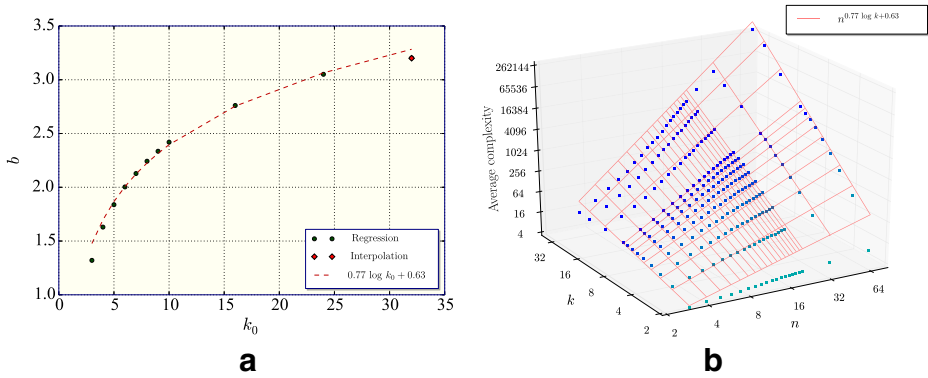 3.5
3.0
2.5
2.0
1.5
1.0
b
0 5 10 15 20 25 30 35
k₀
Regression
Interpolation
0.77 log k₀ + 0.63
a
n^{0.77 log k+0.63}
262144
65536
16384
4096
1024
256
64
16
4
Average complexity
32
16
8
4
2
k
2 4 8 16 32 64
n
b